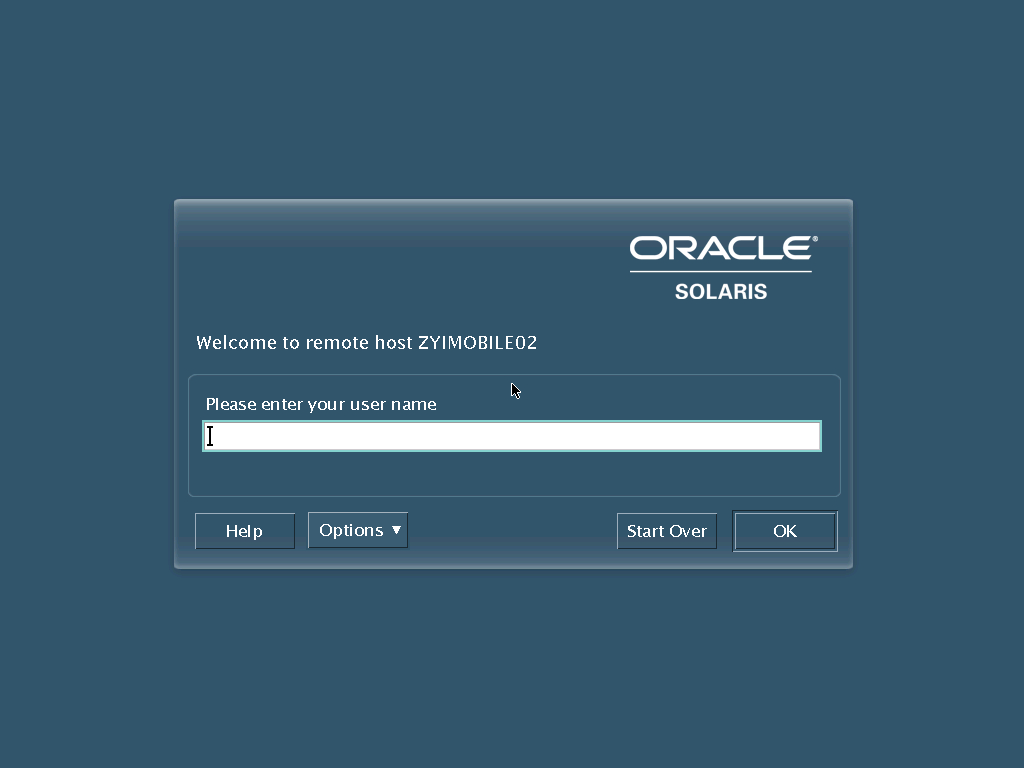 ORACLE®
SOLARIS
Welcome to remote host ZYIMOBILE02
Please enter your user name
Help
Options ▼
Start Over
OK